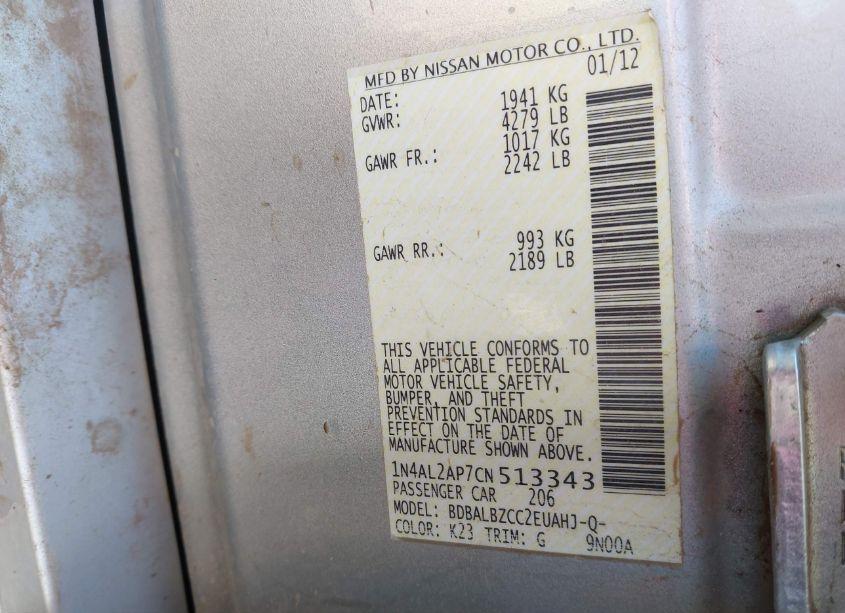 MFD BY NISSAN MOTOR CO., LTD.
DATE: 01/12
GVWR: 1941 KG
4279 LB
GAWR FR.: 1017 KG
2242 LB
GAWR RR.: 993 KG
2189 LB
THIS VEHICLE CONFORMS TO
ALL APPLICABLE FEDERAL
MOTOR VEHICLE SAFETY,
BUMPER, AND THEFT
PREVENTION STANDARDS IN
EFFECT ON THE DATE OF
MANUFACTURE SHOWN ABOVE.
1N4AL2AP7CN513343
PASSENGER CAR 206
MODEL: BDBALBZCC2EUAHJ-Q-
COLOR: K23 TRIM: G 9N00A